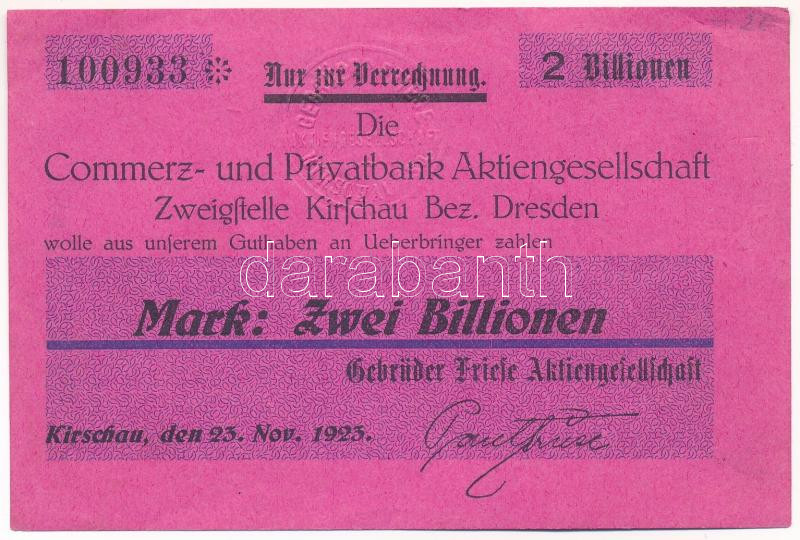 100933 * Nur zur Verrechnung. 2 Billionen
Die
Commerz- und Privatbank Aktiengesellschaft
Zweigſtelle Kirſchau Bez. Dresden
wolle aus unſerem Guthaben an Ueberbringer zahlen
darabanth
Mark: Zwei Billionen
Gebrüder Frieſe Aktiengeſellſchaft
Kirschau, den 23. Nov. 1923.